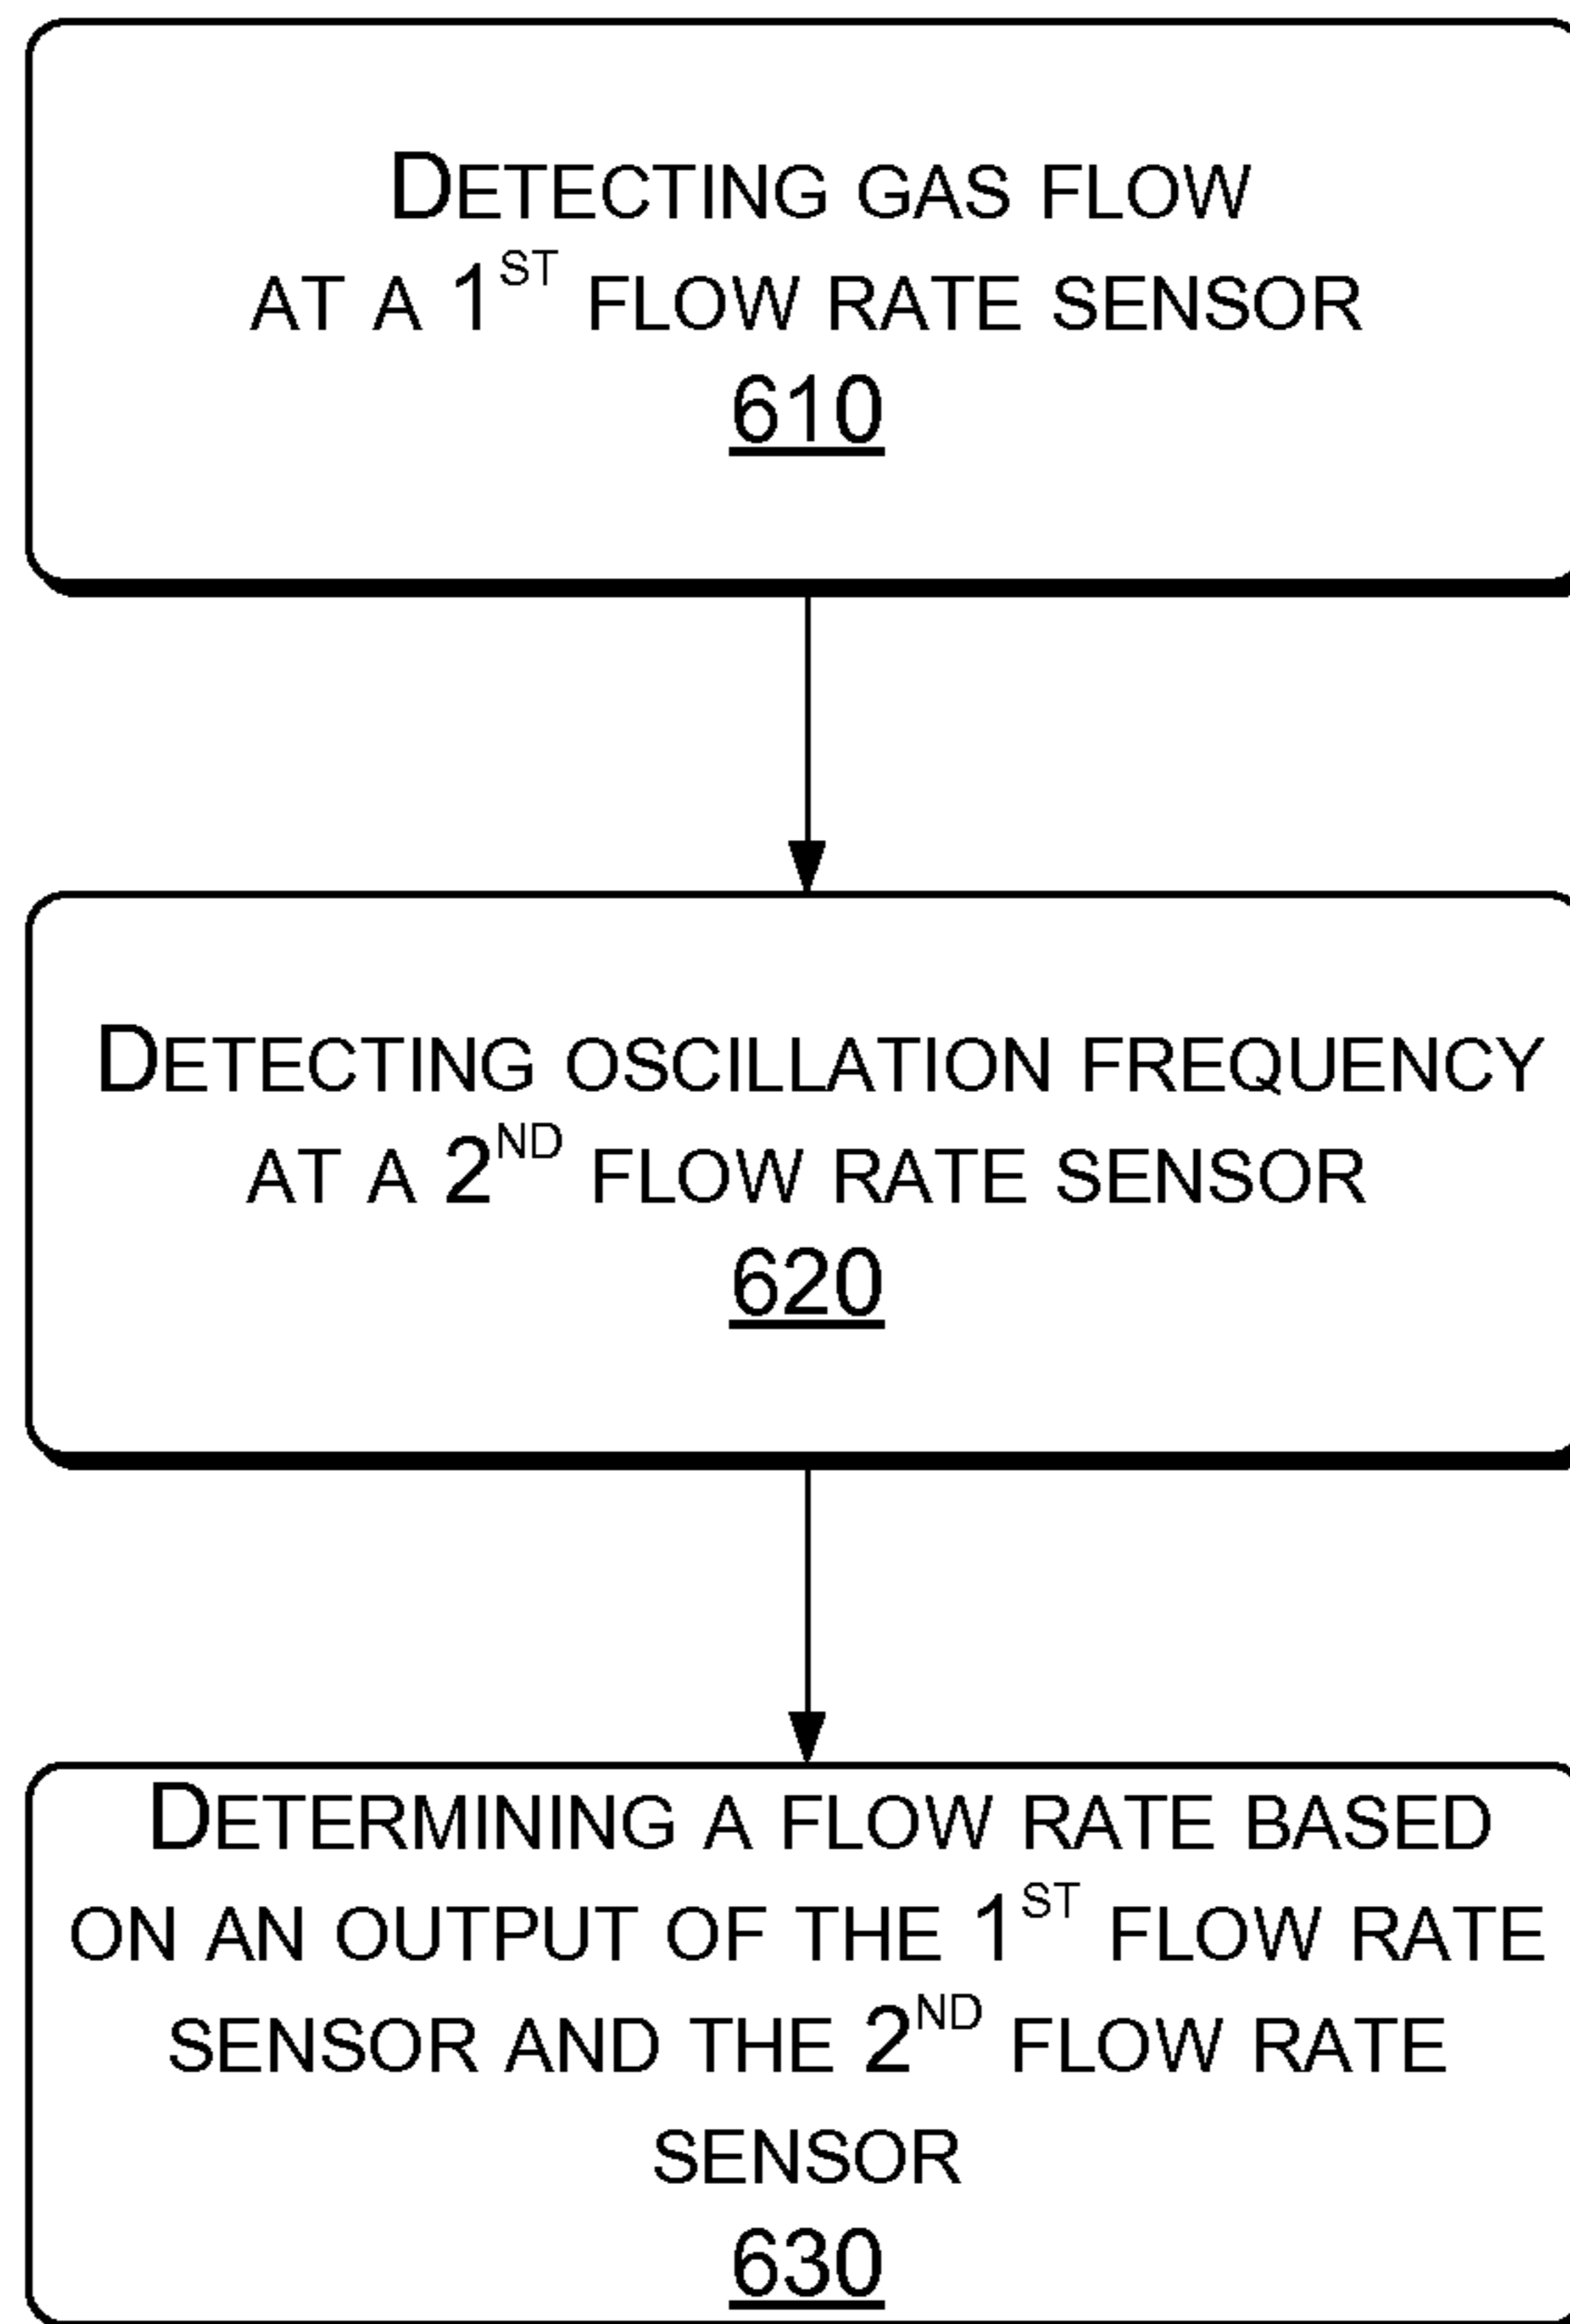 DETECTING GAS FLOW
AT A 1ST FLOW RATE SENSOR
610
DETECTING OSCILLATION FREQUENCY
AT A 2ND FLOW RATE SENSOR
620
DETERMINING A FLOW RATE BASED
ON AN OUTPUT OF THE 1ST FLOW RATE
SENSOR AND THE 2ND FLOW RATE
SENSOR
630